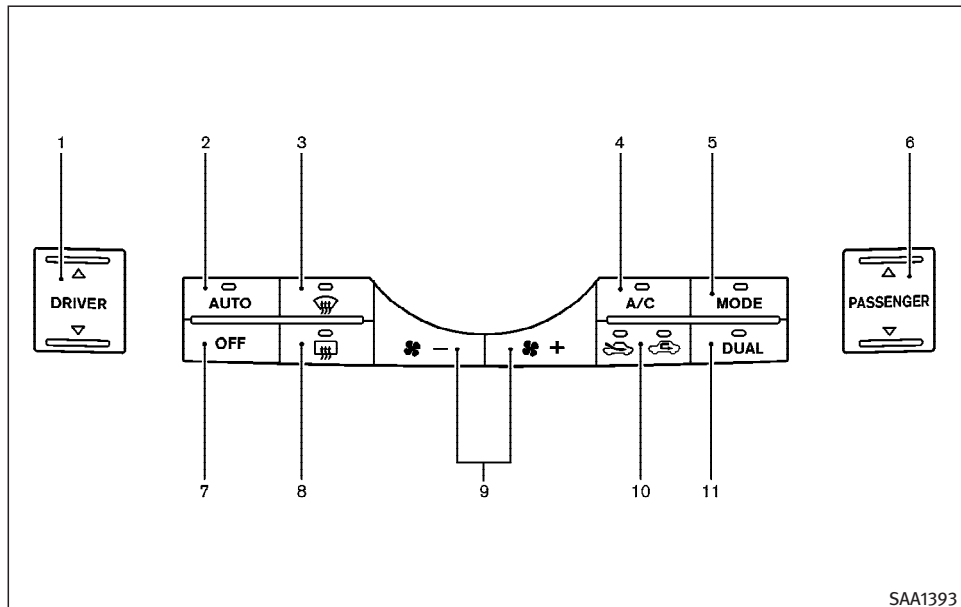 1 2 3 4 5 6
DRIVER
AUTO
A/C
MODE
PASSENGER
OFF
− +
DUAL
7 8 9 10 11
SAA1393